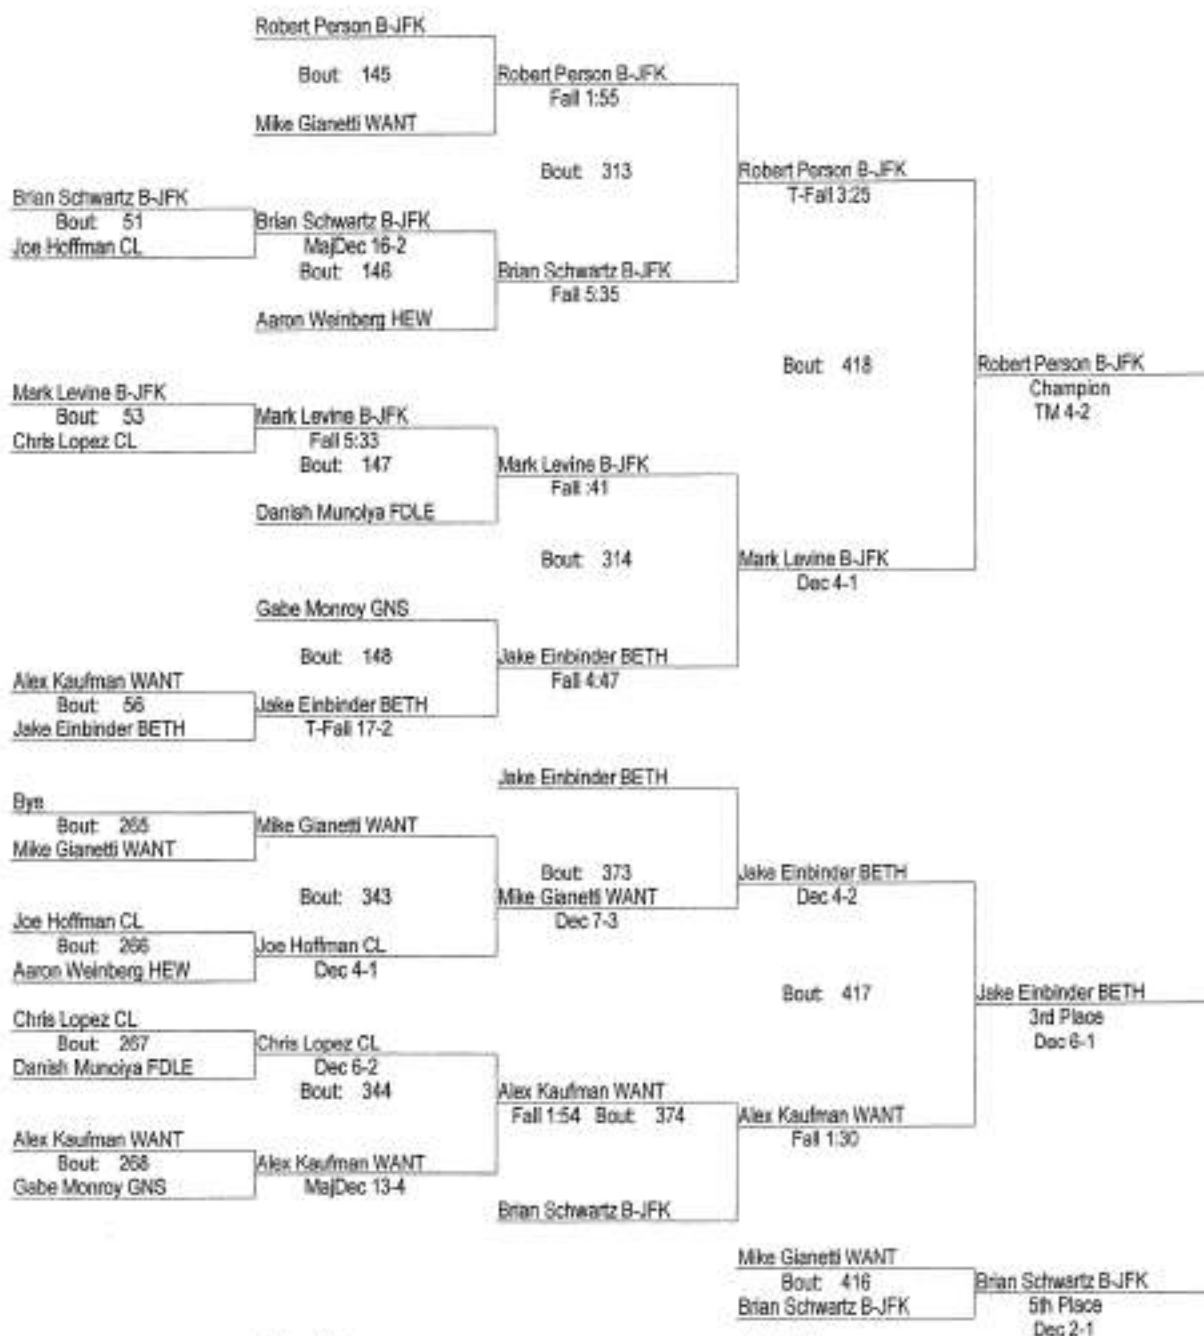 Robert Person B-JFK
Bout: 145
Robert Person B-JFK
Fall 1:55
Mike Gianetti WANT
Bout: 313
Robert Person B-JFK
T-Fall 3:25
Brian Schwartz B-JFK
Bout: 51
Joe Hoffman CL
Brian Schwartz B-JFK
MajDec 16-2
Bout: 146
Brian Schwartz B-JFK
Fall 5:35
Aaron Weinberg HEW
Bout: 418
Robert Person B-JFK
Champion
TM 4-2
Mark Levine B-JFK
Bout: 53
Chris Lopez CL
Mark Levine B-JFK
Fall 5:33
Bout: 147
Mark Levine B-JFK
Fall :41
Danish Munoiya FDLE
Bout: 314
Mark Levine B-JFK
Dec 4-1
Gabe Monroy GNS
Bout: 148
Jake Einbinder BETH
Fall 4:47
Alex Kaufman WANT
Bout: 56
Jake Einbinder BETH
Jake Einbinder BETH
T-Fall 17-2
Jake Einbinder BETH
Bye
Bout: 265
Mike Gianetti WANT
Mike Gianetti WANT
Bout: 373
Jake Einbinder BETH
Dec 4-2
Bout: 343
Mike Gianetti WANT
Dec 7-3
Joe Hoffman CL
Bout: 266
Aaron Weinberg HEW
Joe Hoffman CL
Dec 4-1
Bout: 417
Jake Einbinder BETH
3rd Place
Dec 6-1
Chris Lopez CL
Bout: 267
Danish Munoiya FDLE
Chris Lopez CL
Dec 6-2
Bout: 344
Alex Kaufman WANT
Fall 1:54 Bout: 374
Alex Kaufman WANT
Fall 1:30
Alex Kaufman WANT
Bout: 268
Gabe Monroy GNS
Alex Kaufman WANT
MajDec 13-4
Brian Schwartz B-JFK
Mike Gianetti WANT
Bout: 416
Brian Schwartz B-JFK
Brian Schwartz B-JFK
5th Place
Dec 2-1